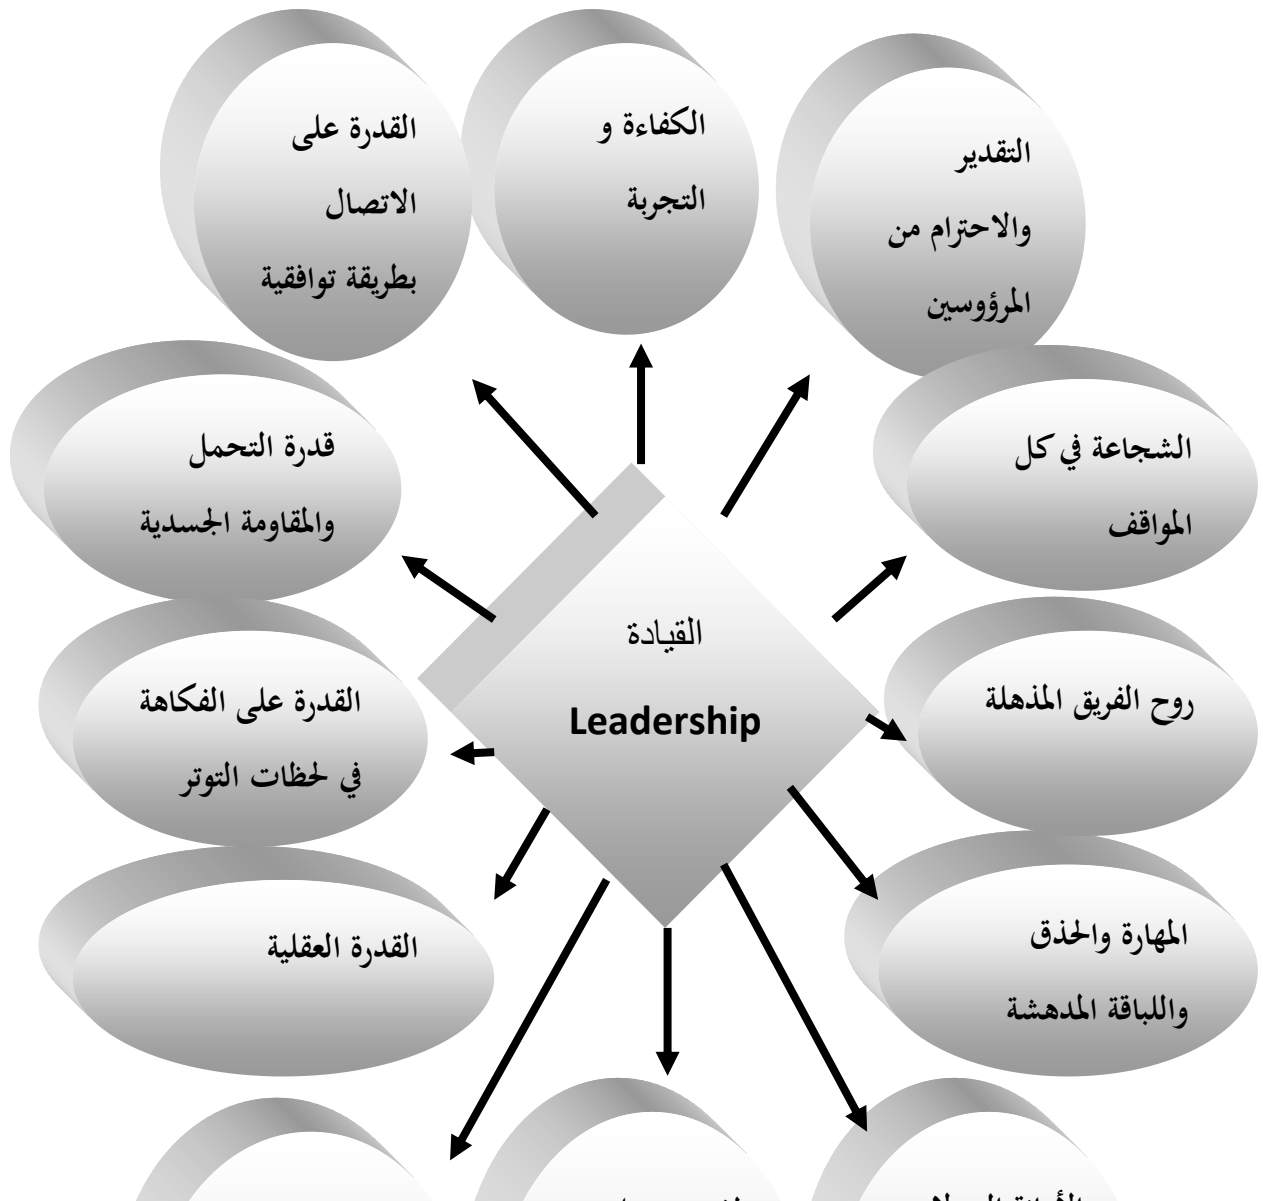 القدرة على
الاتصال
بطريقة توافقية
الكفاءة و
التجربة
التقدير
والاحترام من
المرؤوسين
قدرة التحمل
والمقاومة الجسدية
الشجاعة في كل
المواقف
القيادة
Leadership
القدرة على الفكاهة
في لحظات التوتر
روح الفريق المذهلة
القدرة العقلية
المهارة والحذق
واللباقة المدهشة